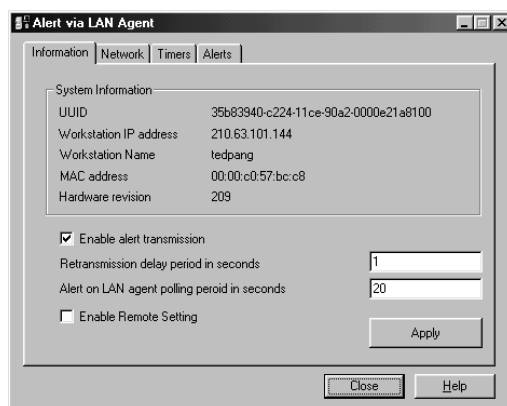 Alert via LAN Agent
Information Network Timers Alerts
System Information
UUID 35b83940-c224-11ce-90a2-0000e21a8100
Workstation IP address 210.63.101.144
Workstation Name tedpang
MAC address 00:00:c0:57:bc:c8
Hardware revision 209
Enable alert transmission
Retransmission delay period in seconds 1
Alert on LAN agent polling peroid in seconds 20
Enable Remote Setting
Apply
Close Help